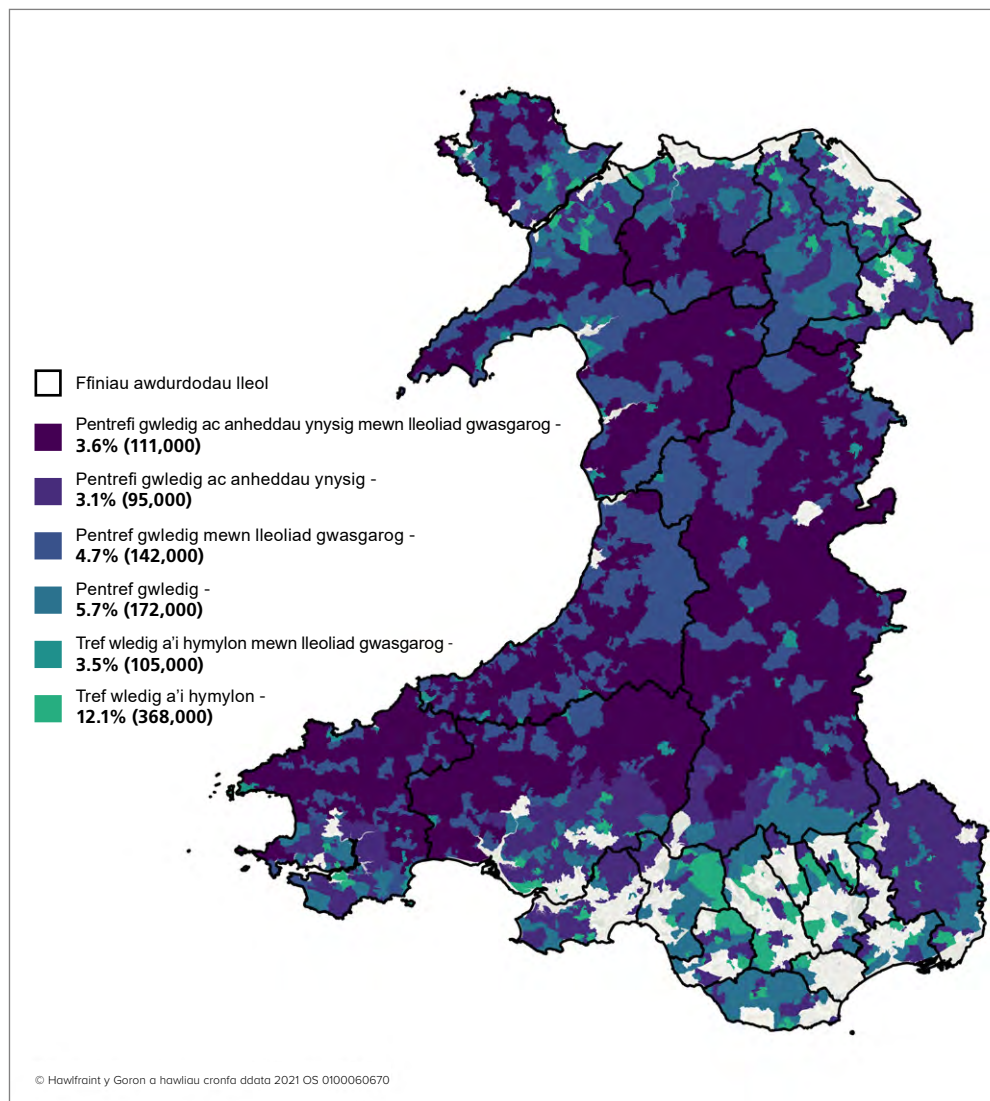 Ffiniau awdurdodau lleol
Pentrefi gwledig ac anheddau ynysig mewn lleoliad gwasgarog -
3.6% (111,000)
Pentrefi gwledig ac anheddau ynysig -
3.1% (95,000)
Pentref gwledig mewn lleoliad gwasgarog -
4.7% (142,000)
Pentref gwledig -
5.7% (172,000)
Tref wledig a'i hymylon mewn lleoliad gwasgarog -
3.5% (105,000)
Tref wledig a'i hymylon -
12.1% (368,000)
© Hawlfraint y Goron a hawliau cronfa ddata 2021 OS 0100060670